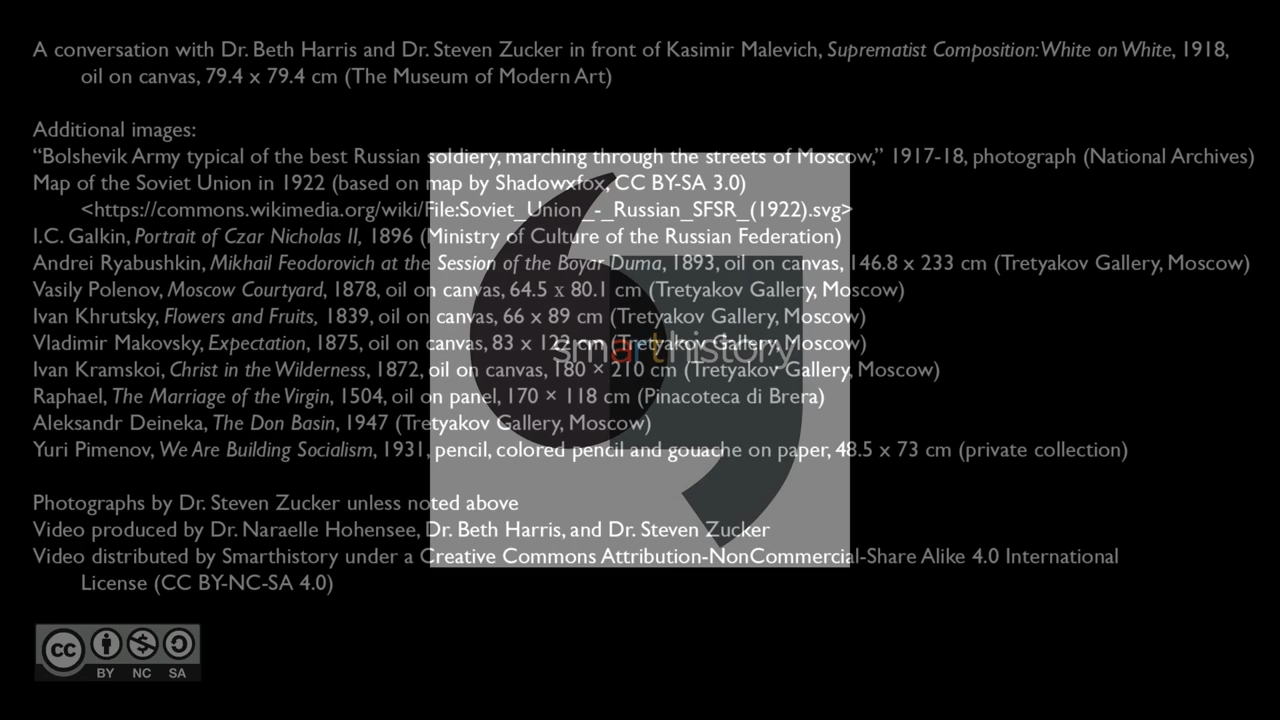 A conversation with Dr. Beth Harris and Dr. Steven Zucker in front of Kasimir Malevich, Suprematist Composition: White on White, 1918,
oil on canvas, 79.4 x 79.4 cm (The Museum of Modern Art)
Additional images:
“Bolshevik Army typical of the best Russian soldiery, marching through the streets of Moscow,” 1917-18, photograph (National Archives)
Map of the Soviet Union in 1922 (based on map by Shadowxfox, CC BY-SA 3.0)
<https://commons.wikimedia.org/wiki/File:Soviet_Union_-_Russian_SFSR_(1922).svg>
I.C. Galkin, Portrait of Czar Nicholas II, 1896 (Ministry of Culture of the Russian Federation)
Andrei Ryabushkin, Mikhail Feodorovich at the Session of the Boyar Duma, 1893, oil on canvas, 146.8 x 233 cm (Tretyakov Gallery, Moscow)
Vasily Polenov, Moscow Courtyard, 1878, oil on canvas, 64.5 x 80.1 cm (Tretyakov Gallery, Moscow)
Ivan Khrutsky, Flowers and Fruits, 1839, oil on canvas, 66 x 89 cm (Tretyakov Gallery, Moscow)
Vladimir Makovsky, Expectation, 1875, oil on canvas, 83 x 122 cm (Tretyakov Gallery, Moscow)
smarthistory
Ivan Kramskoi, Christ in the Wilderness, 1872, oil on canvas, 180 × 210 cm (Tretyakov Gallery, Moscow)
Raphael, The Marriage of the Virgin, 1504, oil on panel, 170 × 118 cm (Pinacoteca di Brera)
Aleksandr Deineka, The Don Basin, 1947 (Tretyakov Gallery, Moscow)
Yuri Pimenov, We Are Building Socialism, 1931, pencil, colored pencil and gouache on paper, 48.5 x 73 cm (private collection)
Photographs by Dr. Steven Zucker unless noted above
Video produced by Dr. Naraelle Hohensee, Dr. Beth Harris, and Dr. Steven Zucker
Video distributed by Smarthistory under a Creative Commons Attribution-NonCommercial-Share Alike 4.0 International
License (CC BY-NC-SA 4.0)
cc
BY NC SA